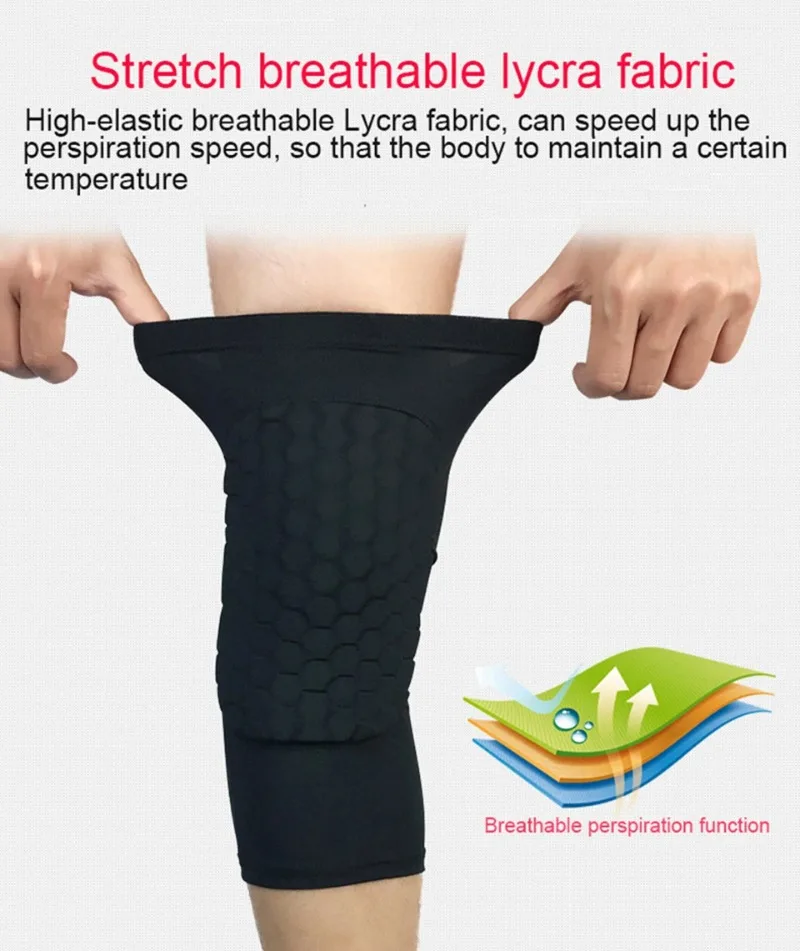 Stretch breathable lycra fabric
High-elastic breathable Lycra fabric, can speed up the
perspiration speed, so that the body to maintain a certain
temperature
Breathable perspiration function